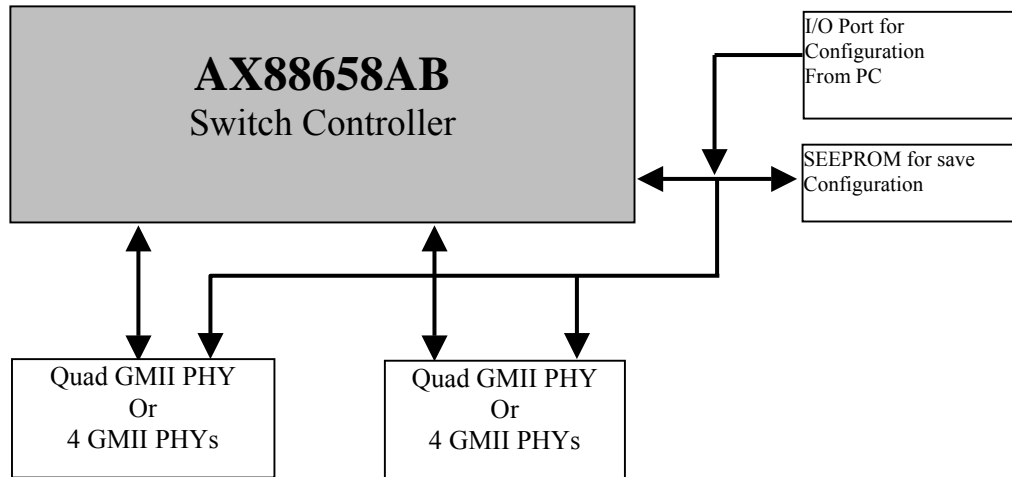 AX88658AB
Switch Controller
I/O Port for
Configuration
From PC
SEEPROM for save
Configuration
Quad GMII PHY
Or
4 GMII PHYs
Quad GMII PHY
Or
4 GMII PHYs